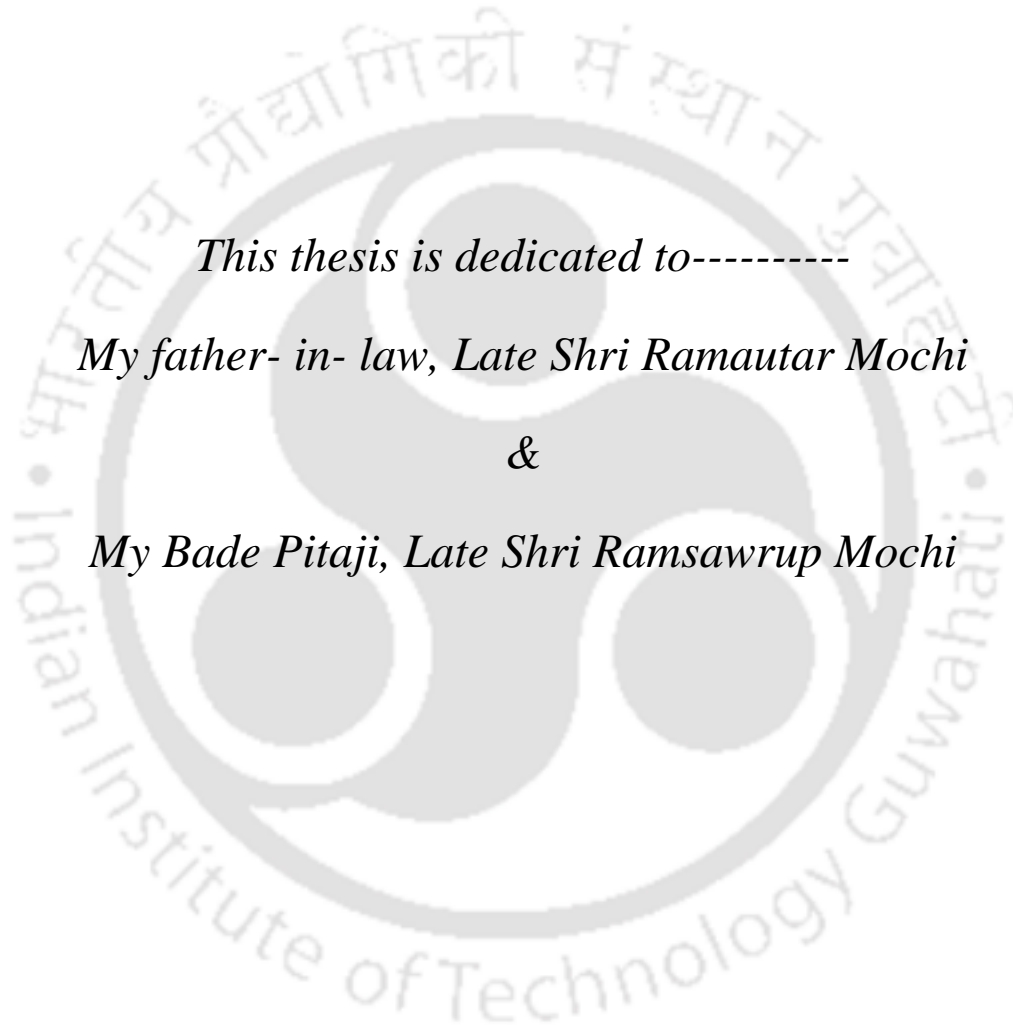 भारतीय प्रौद्योगिकी संस्थान गुवाहाटी
This thesis is dedicated to----------
My father- in- law, Late Shri Ramautar Mochi
&
My Bade Pitaji, Late Shri Ramsawrup Mochi
• Indian Institute of Technology Guwahati •